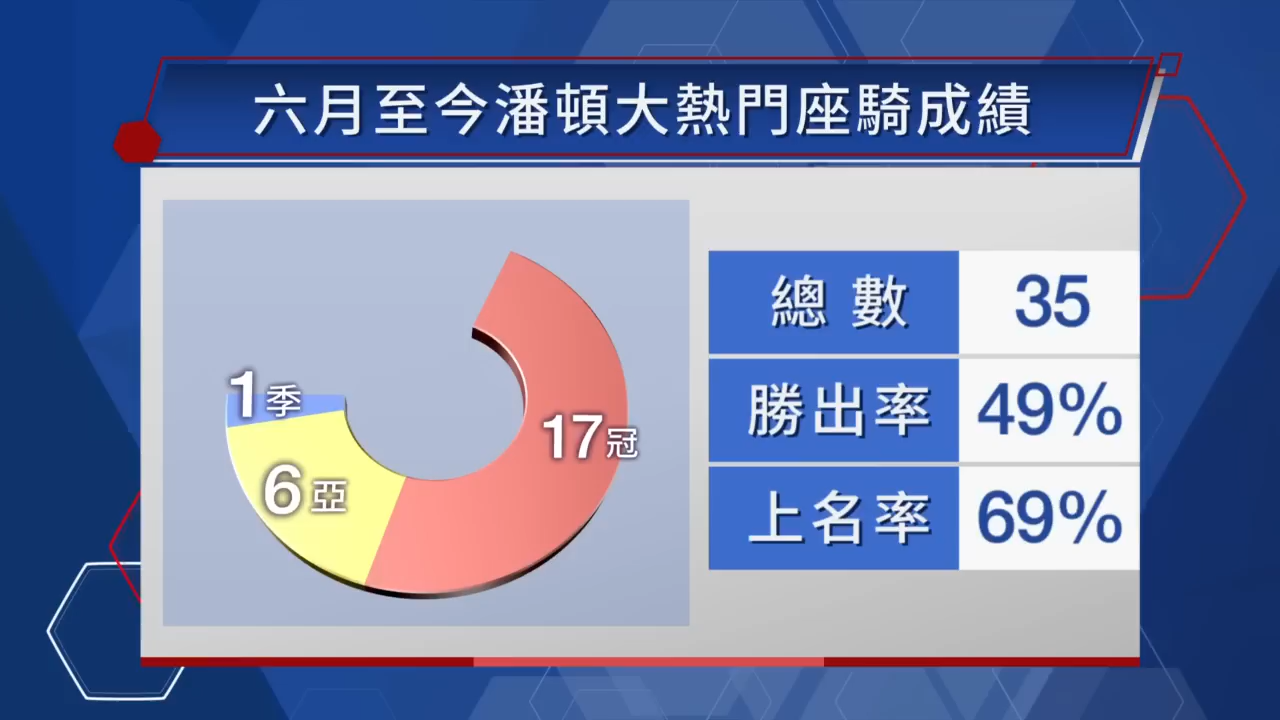 六月至今潘頓大熱門座騎成績
1季
6亞
17冠
總數 35
勝出率 49%
上名率 69%